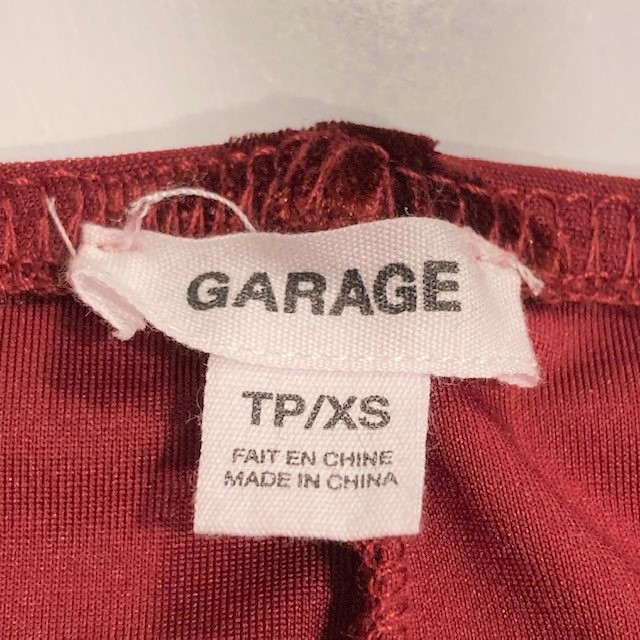 GARAGE
TP/XS
FAIT EN CHINE
MADE IN CHINA